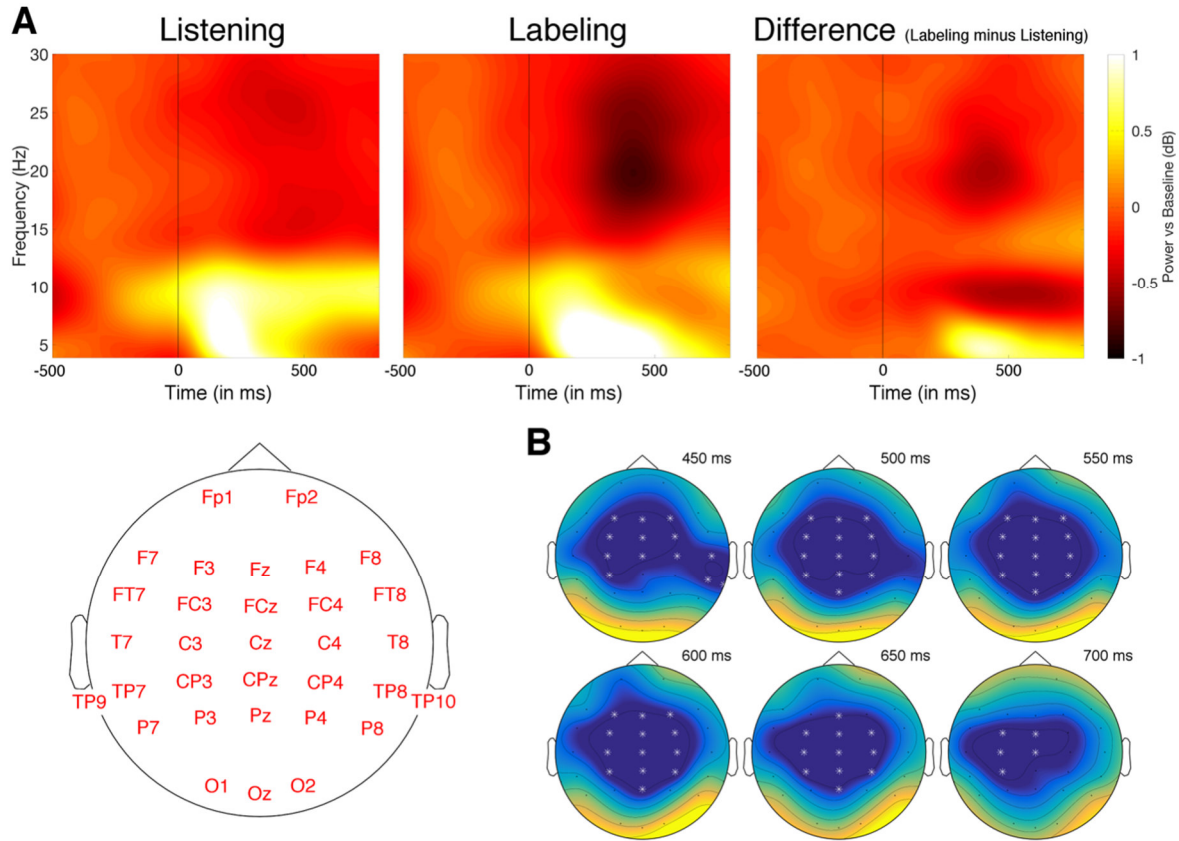 A
Listening
Labeling
Difference (Labeling minus Listening)
Frequency (Hz)
30
25
20
15
10
5
-500 0 500
Time (in ms)
-500 0 500
Time (in ms)
-500 0 500
Time (in ms)
1
0.5
0
-0.5
-1
Power vs Baseline (dB)
Fp1 Fp2
F7 F3 Fz F4 F8
FT7 FC3 FCz FC4 FT8
T7 C3 Cz C4 T8
TP9 TP7 CP3 CPz CP4 TP8 TP10
P7 P3 Pz P4 P8
O1 Oz O2
B
450 ms 500 ms 550 ms
600 ms 650 ms 700 ms